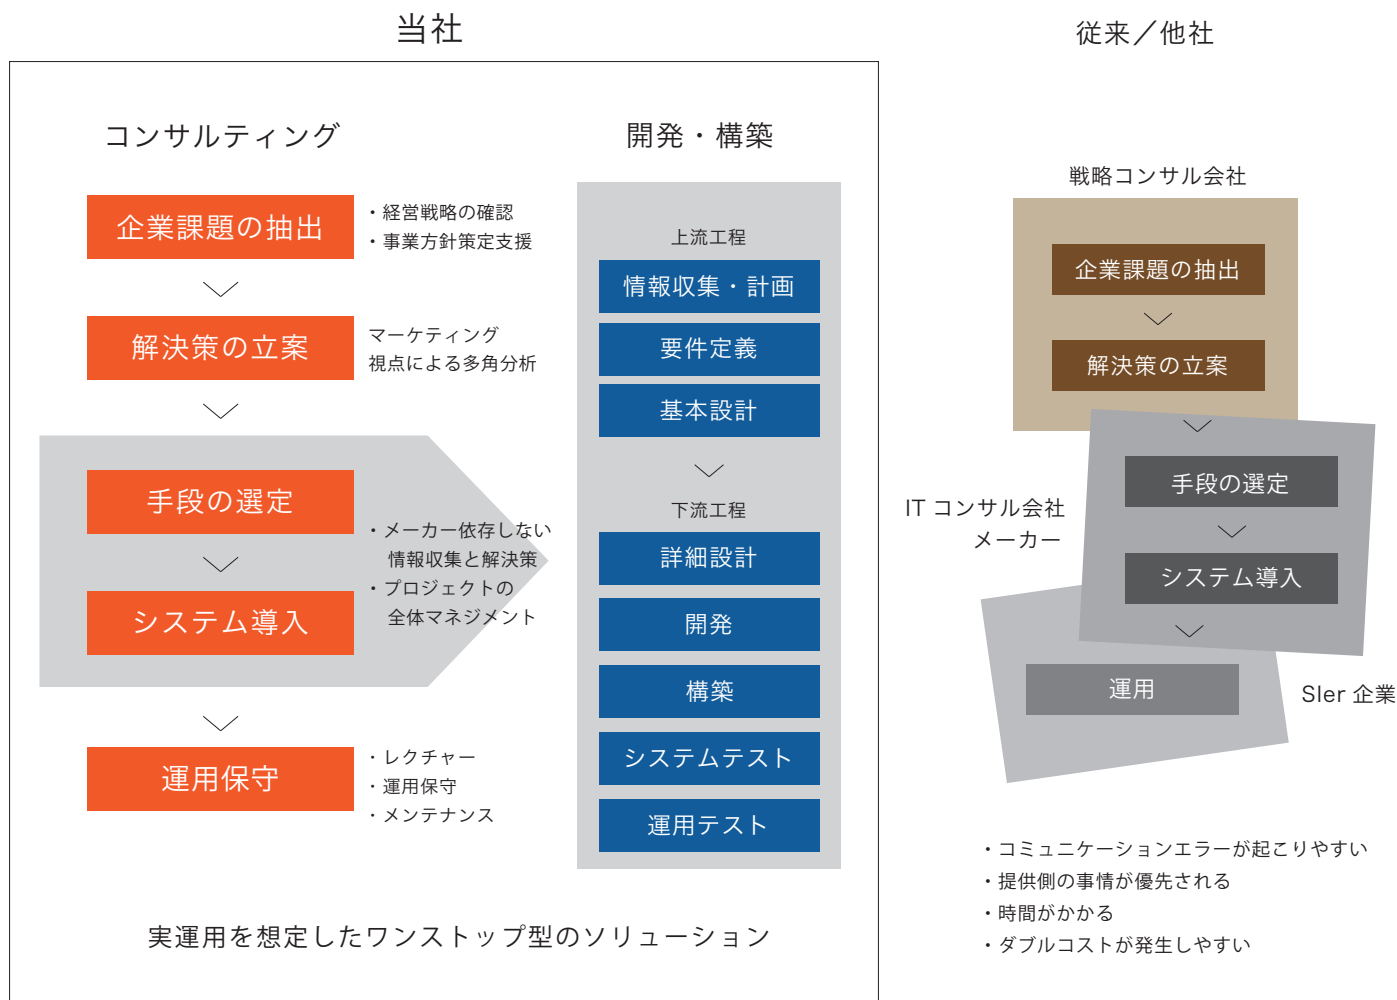 当社
コンサルティング
企業課題の抽出
・経営戦略の確認
・事業方針策定支援
解決策の立案
マーケティング
視点による多角分析
手段の選定
システム導入
・メーカー依存しない
情報収集と解決策
・プロジェクトの
全体マネジメント
運用保守
・レクチャー
・運用保守
・メンテナンス
開発・構築
上流工程
情報収集・計画
要件定義
基本設計
下流工程
詳細設計
開発
構築
システムテスト
運用テスト
実運用を想定したワンストップ型のソリューション
従来／他社
戦略コンサル会社
企業課題の抽出
解決策の立案
IT コンサル会社
メーカー
手段の選定
システム導入
運用
SIer 企業
・コミュニケーションエラーが起こりやすい
・提供側の事情が優先される
・時間がかかる
・ダブルコストが発生しやすい